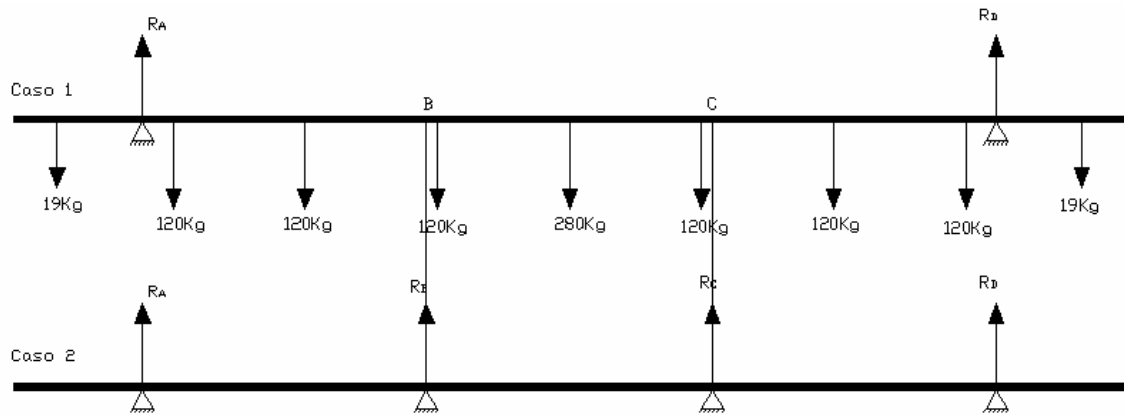 RA
RD
Caso 1
B
C
19Kg
120Kg
120Kg
120Kg
280Kg
120Kg
120Kg
120Kg
19Kg
RA
RB
RC
RD
Caso 2